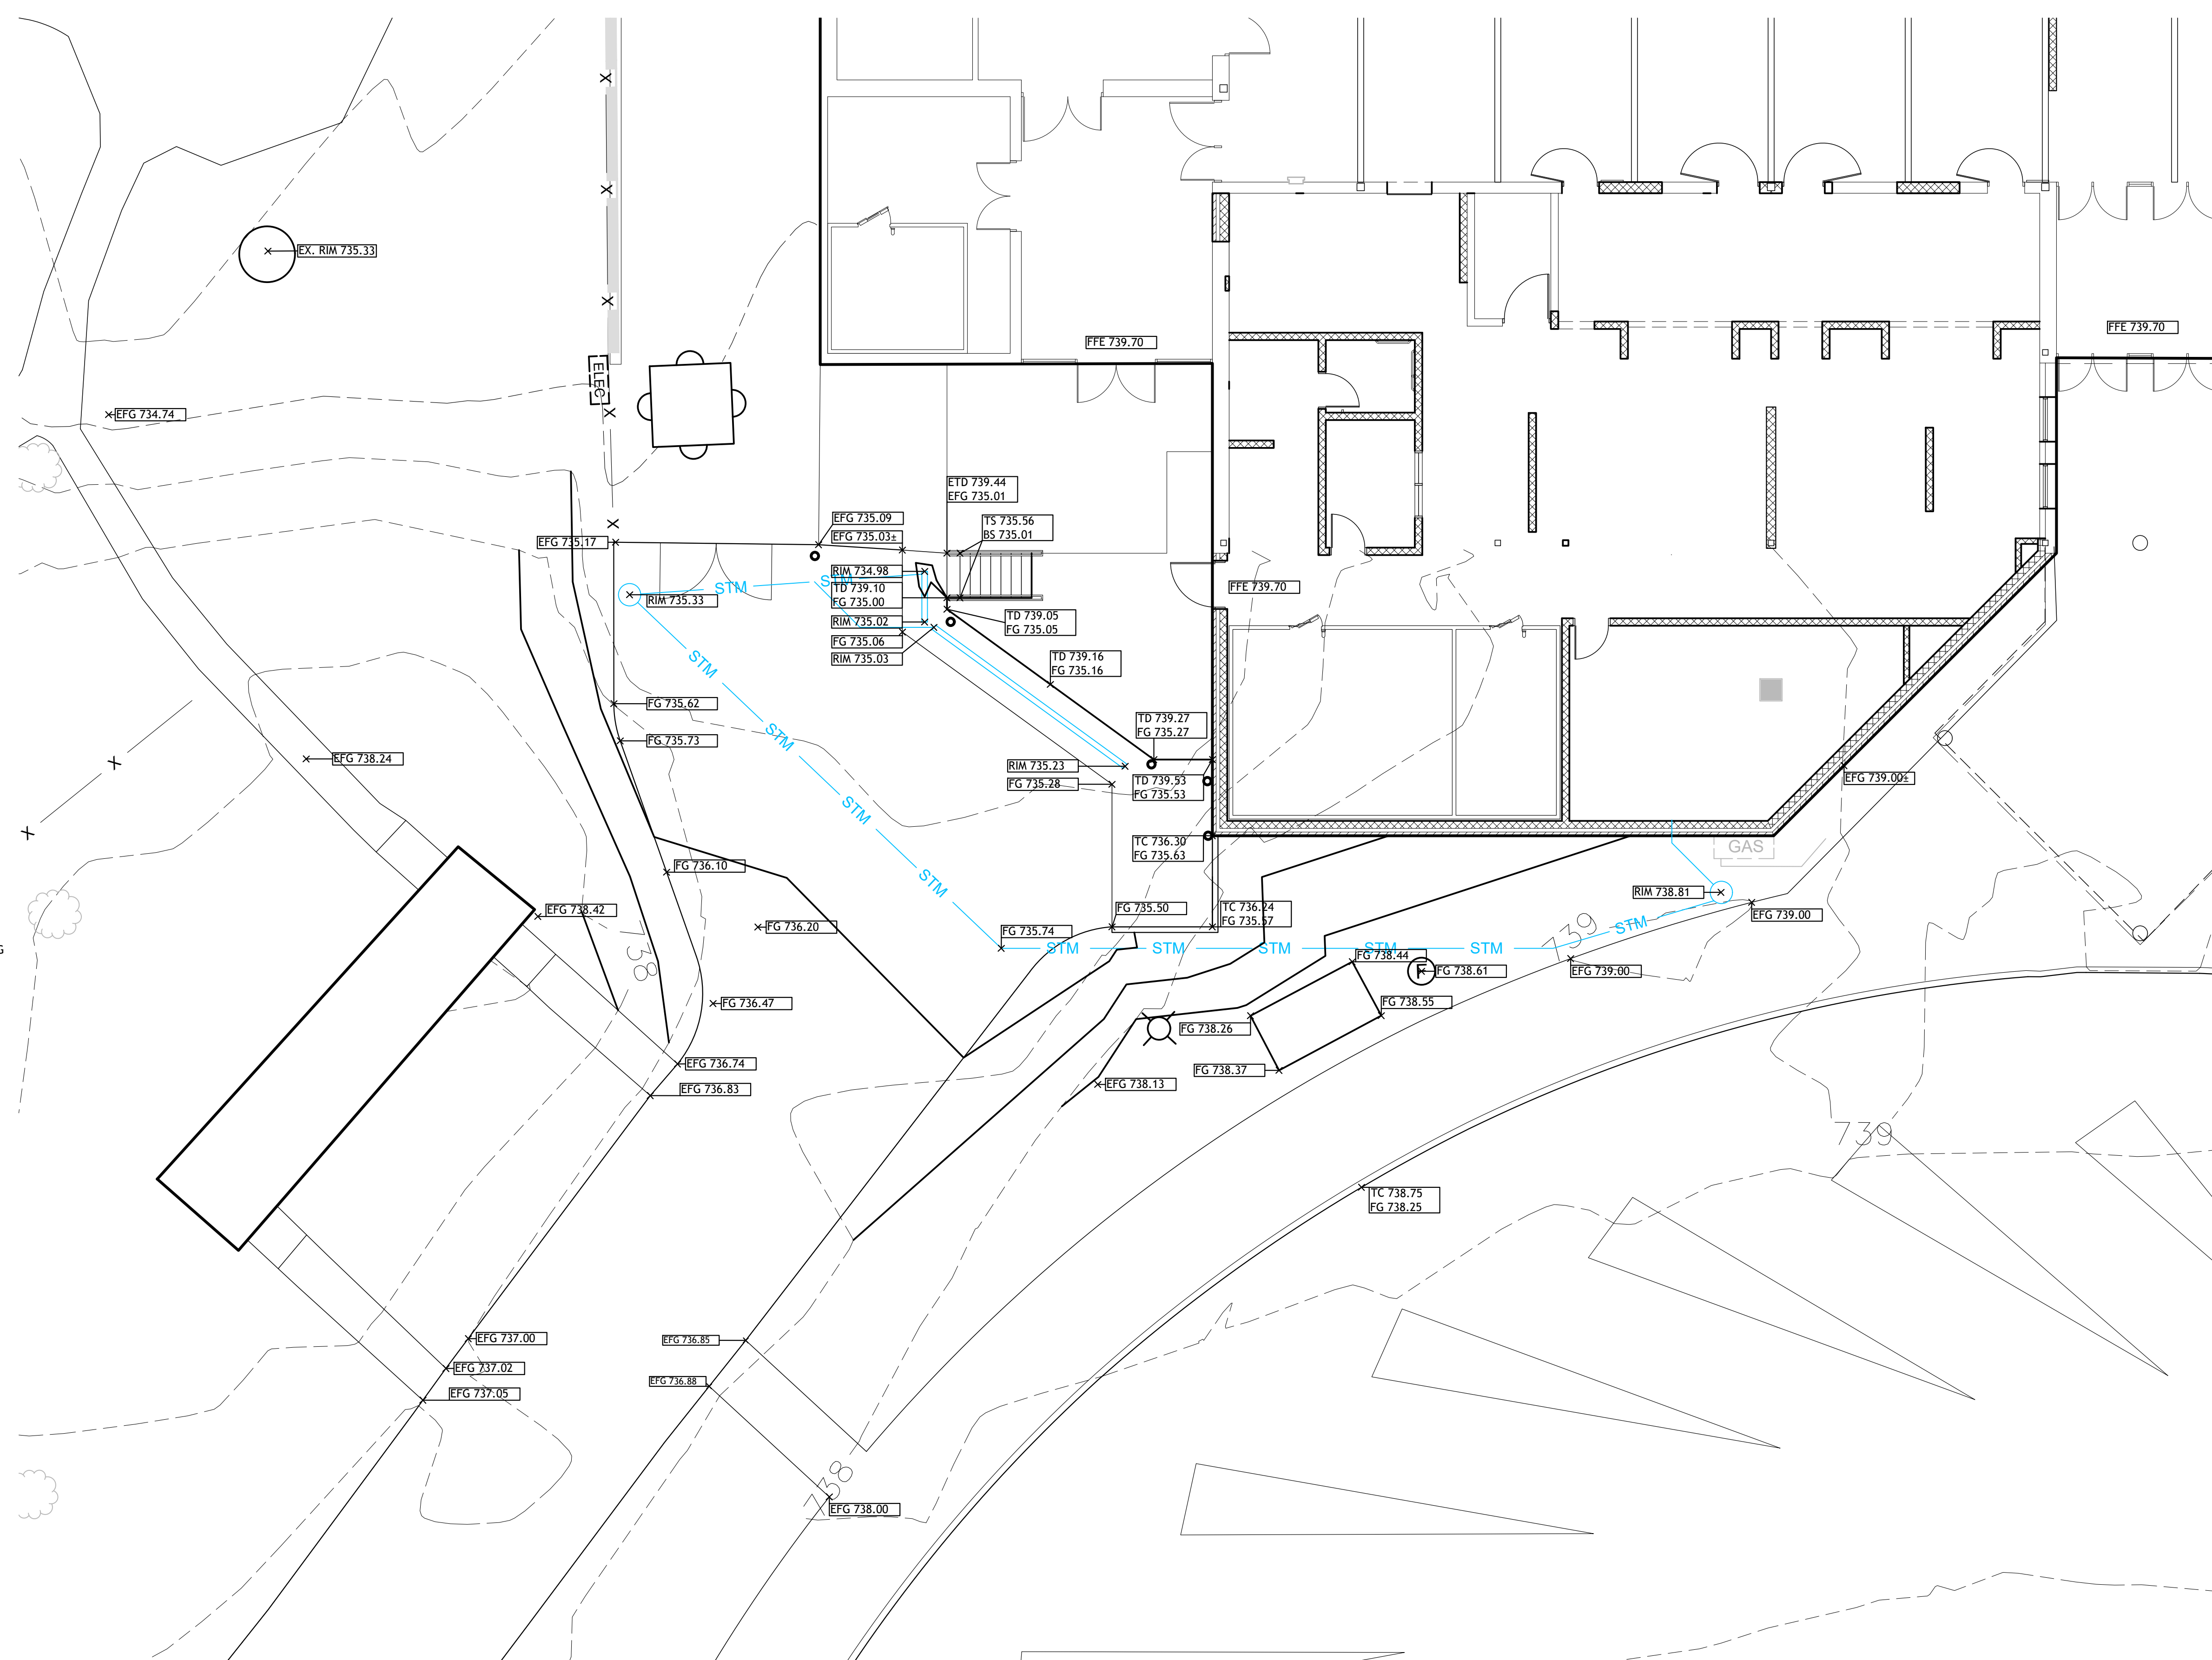 X
X
X
EX. RIM 735.33
FFE 739.70
FFE 739.70
ELEC
X
EFG 734.74
X
ETD 739.44
EFG 735.01
EFG 735.09
TS 735.56
BS 735.01
EFG 735.03±
EFG 735.17
RIM 734.98
STM
STM
TD 739.10
FG 735.00
FFE 739.70
RIM 735.33
TD 739.05
FG 735.05
RIM 735.02
FG 735.06
RIM 735.03
STM
TD 739.16
FG 735.16
FG 735.62
TD 739.27
FG 735.27
FG 735.73
STM
EFG 738.24
X
RIM 735.23
FG 735.28
TD 739.53
FG 735.53
EFG 739.00±
X
STM
TC 736.30
FG 735.63
GAS
FG 736.10
STM
RIM 738.81
EFG 738.42
FG 735.50
TC 736.24
FG 735.57
EFG 739.00
FG 736.20
FG 735.74
STM
739
STM
STM
STM
STM
STM
G
38
FG 738.44
F
FG 738.61
EFG 739.00
FG 736.47
FG 738.55
FG 738.26
EFG 736.74
FG 738.37
EFG 736.83
EFG 738.13
739
TC 738.75
FG 738.25
EFG 737.00
EFG 736.85
EFG 737.02
EFG 736.88
EFG 737.05
738
EFG 738.00